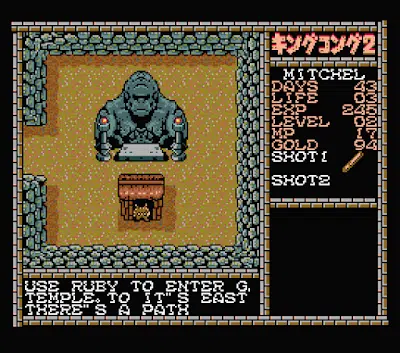 キングコング2
MITCHEL
DAYS 43
LIFE 03
EXP 245
LEVEL 02
MP 17
GOLD 94
SHOT1
SHOT2
USE RUBY TO ENTER G.
TEMPLE.TO IT"S EAST
THERE"S A PATH